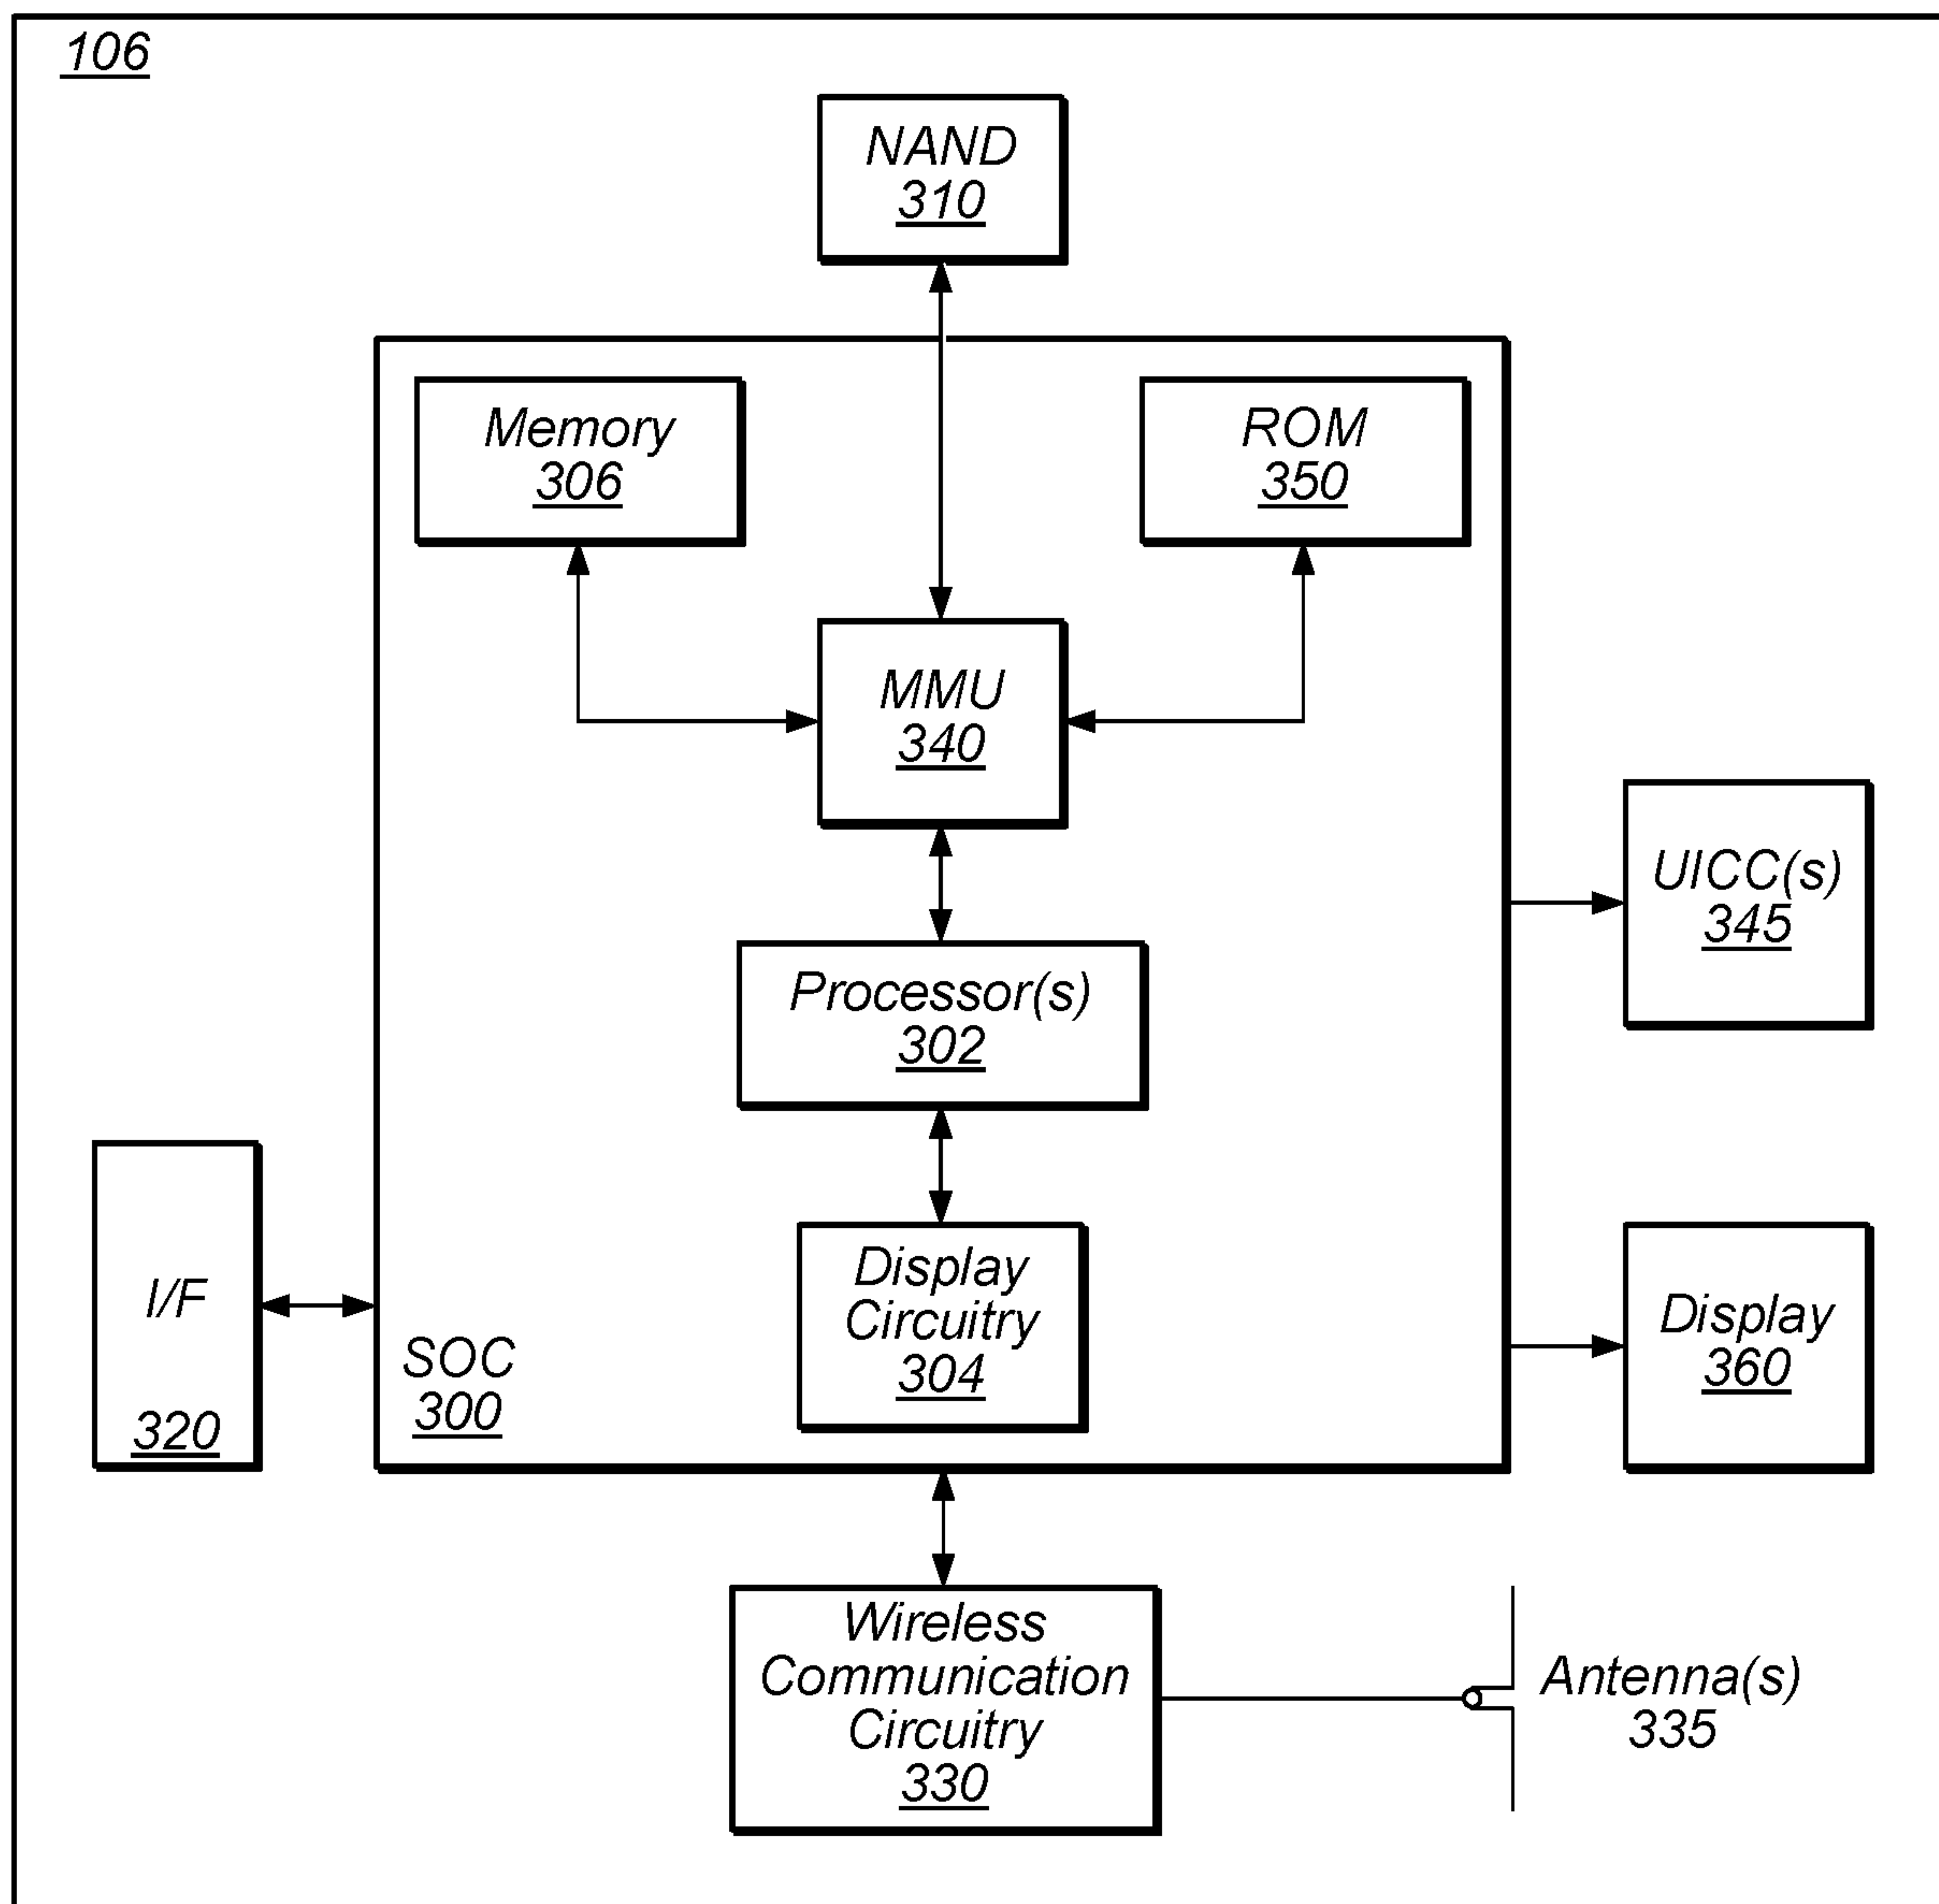 106
NAND
310
Memory
306
ROM
350
MMU
340
UICC(s)
345
Processor(s)
302
I/F
320
SOC
300
Display
Circuitry
304
Display
360
Wireless
Communication
Circuitry
330
Antenna(s)
335